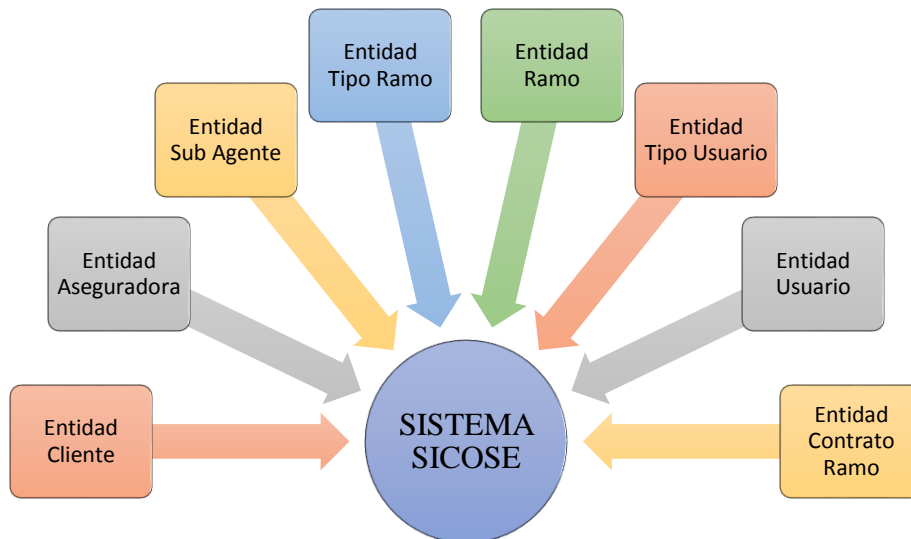 Entidad
Tipo Ramo
Entidad
Ramo
Entidad
Sub Agente
Entidad
Tipo Usuario
Entidad
Aseguradora
Entidad
Usuario
Entidad
Cliente
SISTEMA
SICOSE
Entidad
Contrato
Ramo